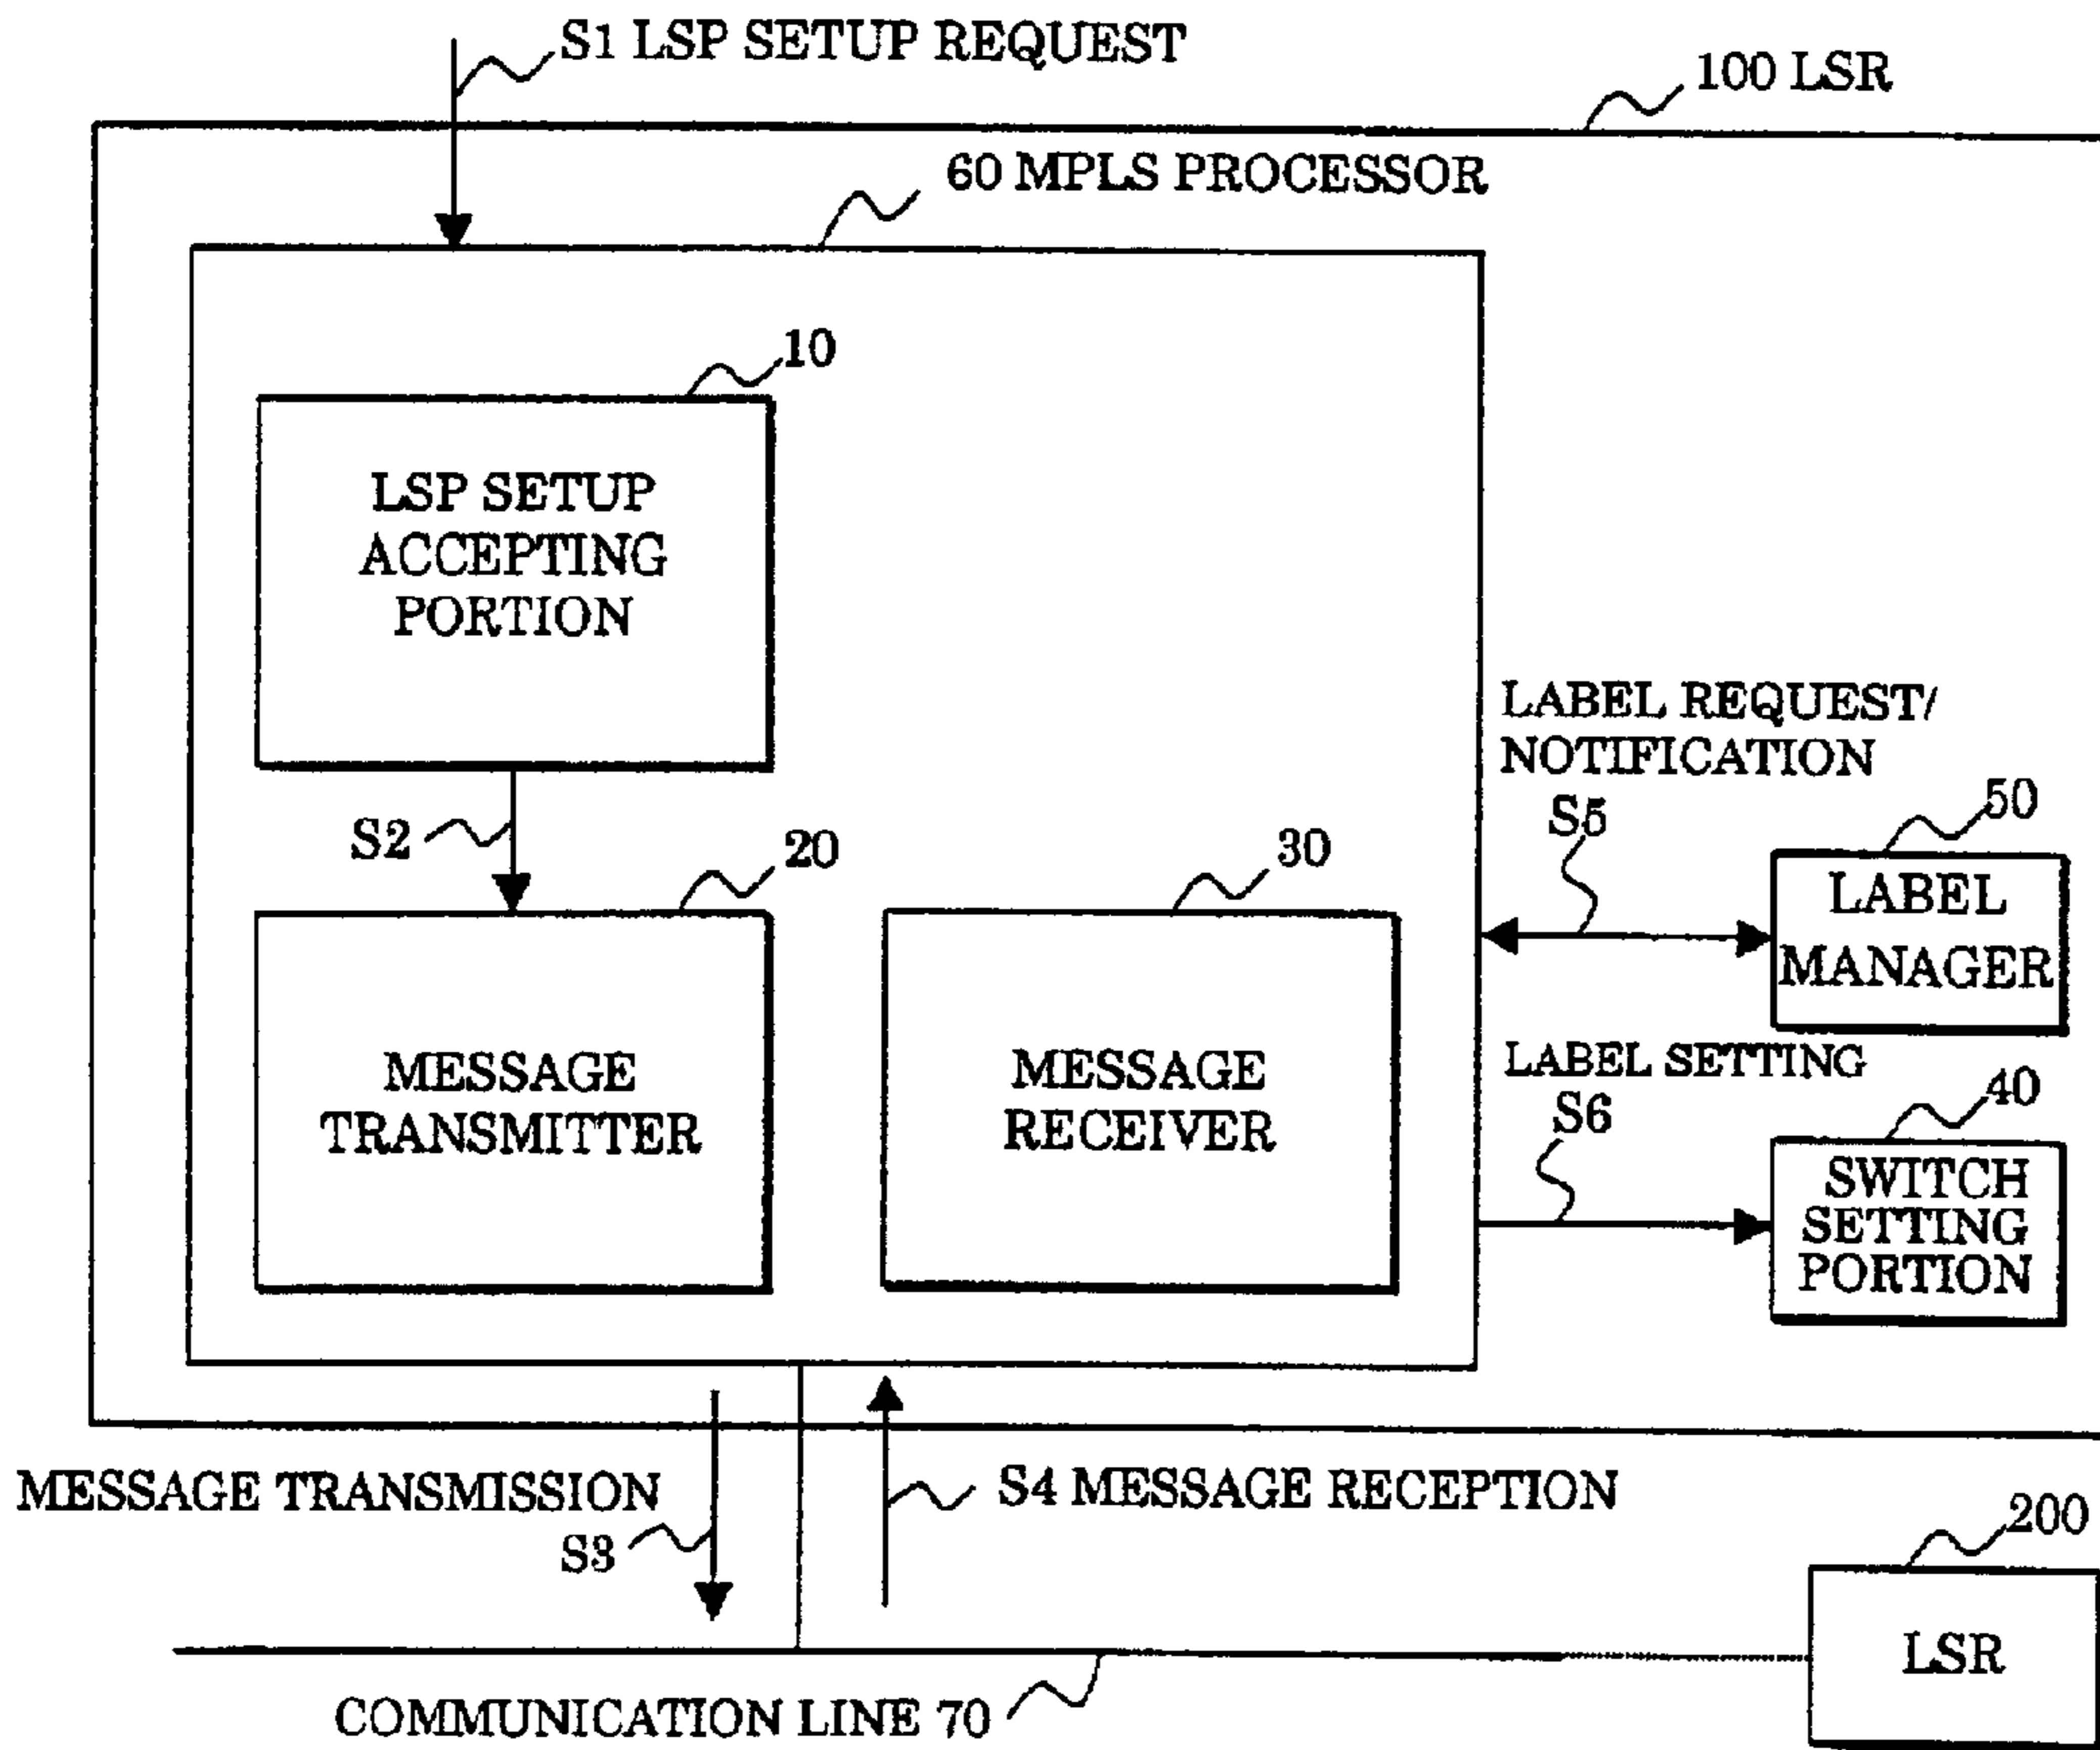 S1 LSP SETUP REQUEST
100 LSR
60 MPLS PROCESSOR
10
LSP SETUP
ACCEPTING
PORTION
LABEL REQUEST/
NOTIFICATION
S5
50
S2
20
30
LABEL
MANAGER
MESSAGE
TRANSMITTER
MESSAGE
RECEIVER
LABEL SETTING
S6
40
SWITCH
SETTING
PORTION
MESSAGE TRANSMISSION
S3
S4 MESSAGE RECEPTION
200
LSR
COMMUNICATION LINE 70